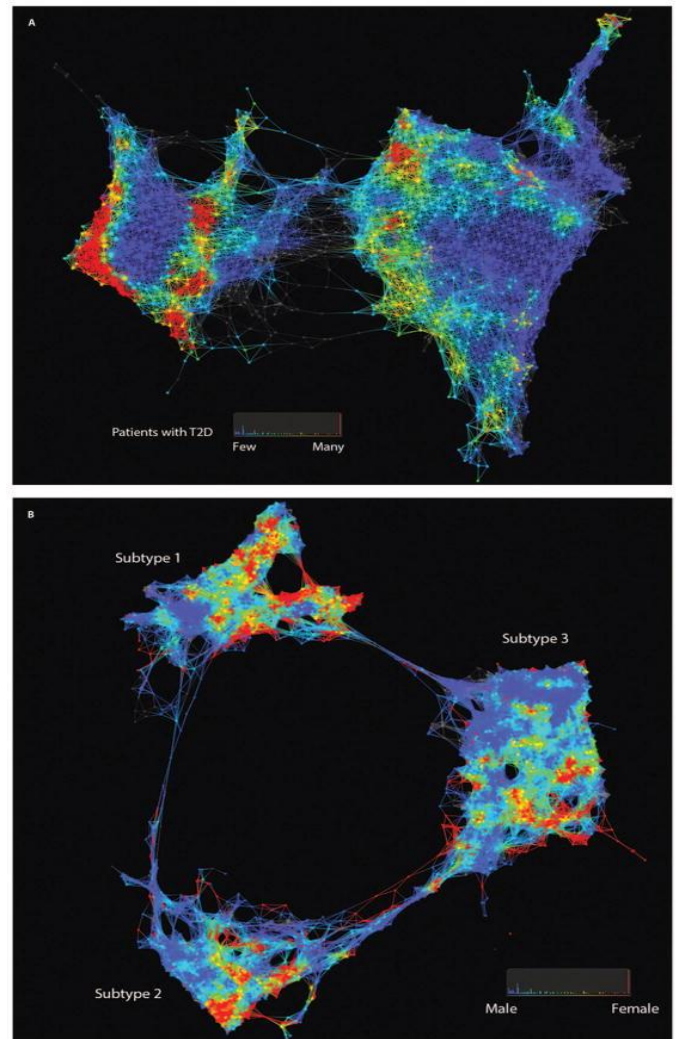 A
Patients with T2D
Few Many
B
Subtype 1
Subtype 3
Subtype 2
Male Female